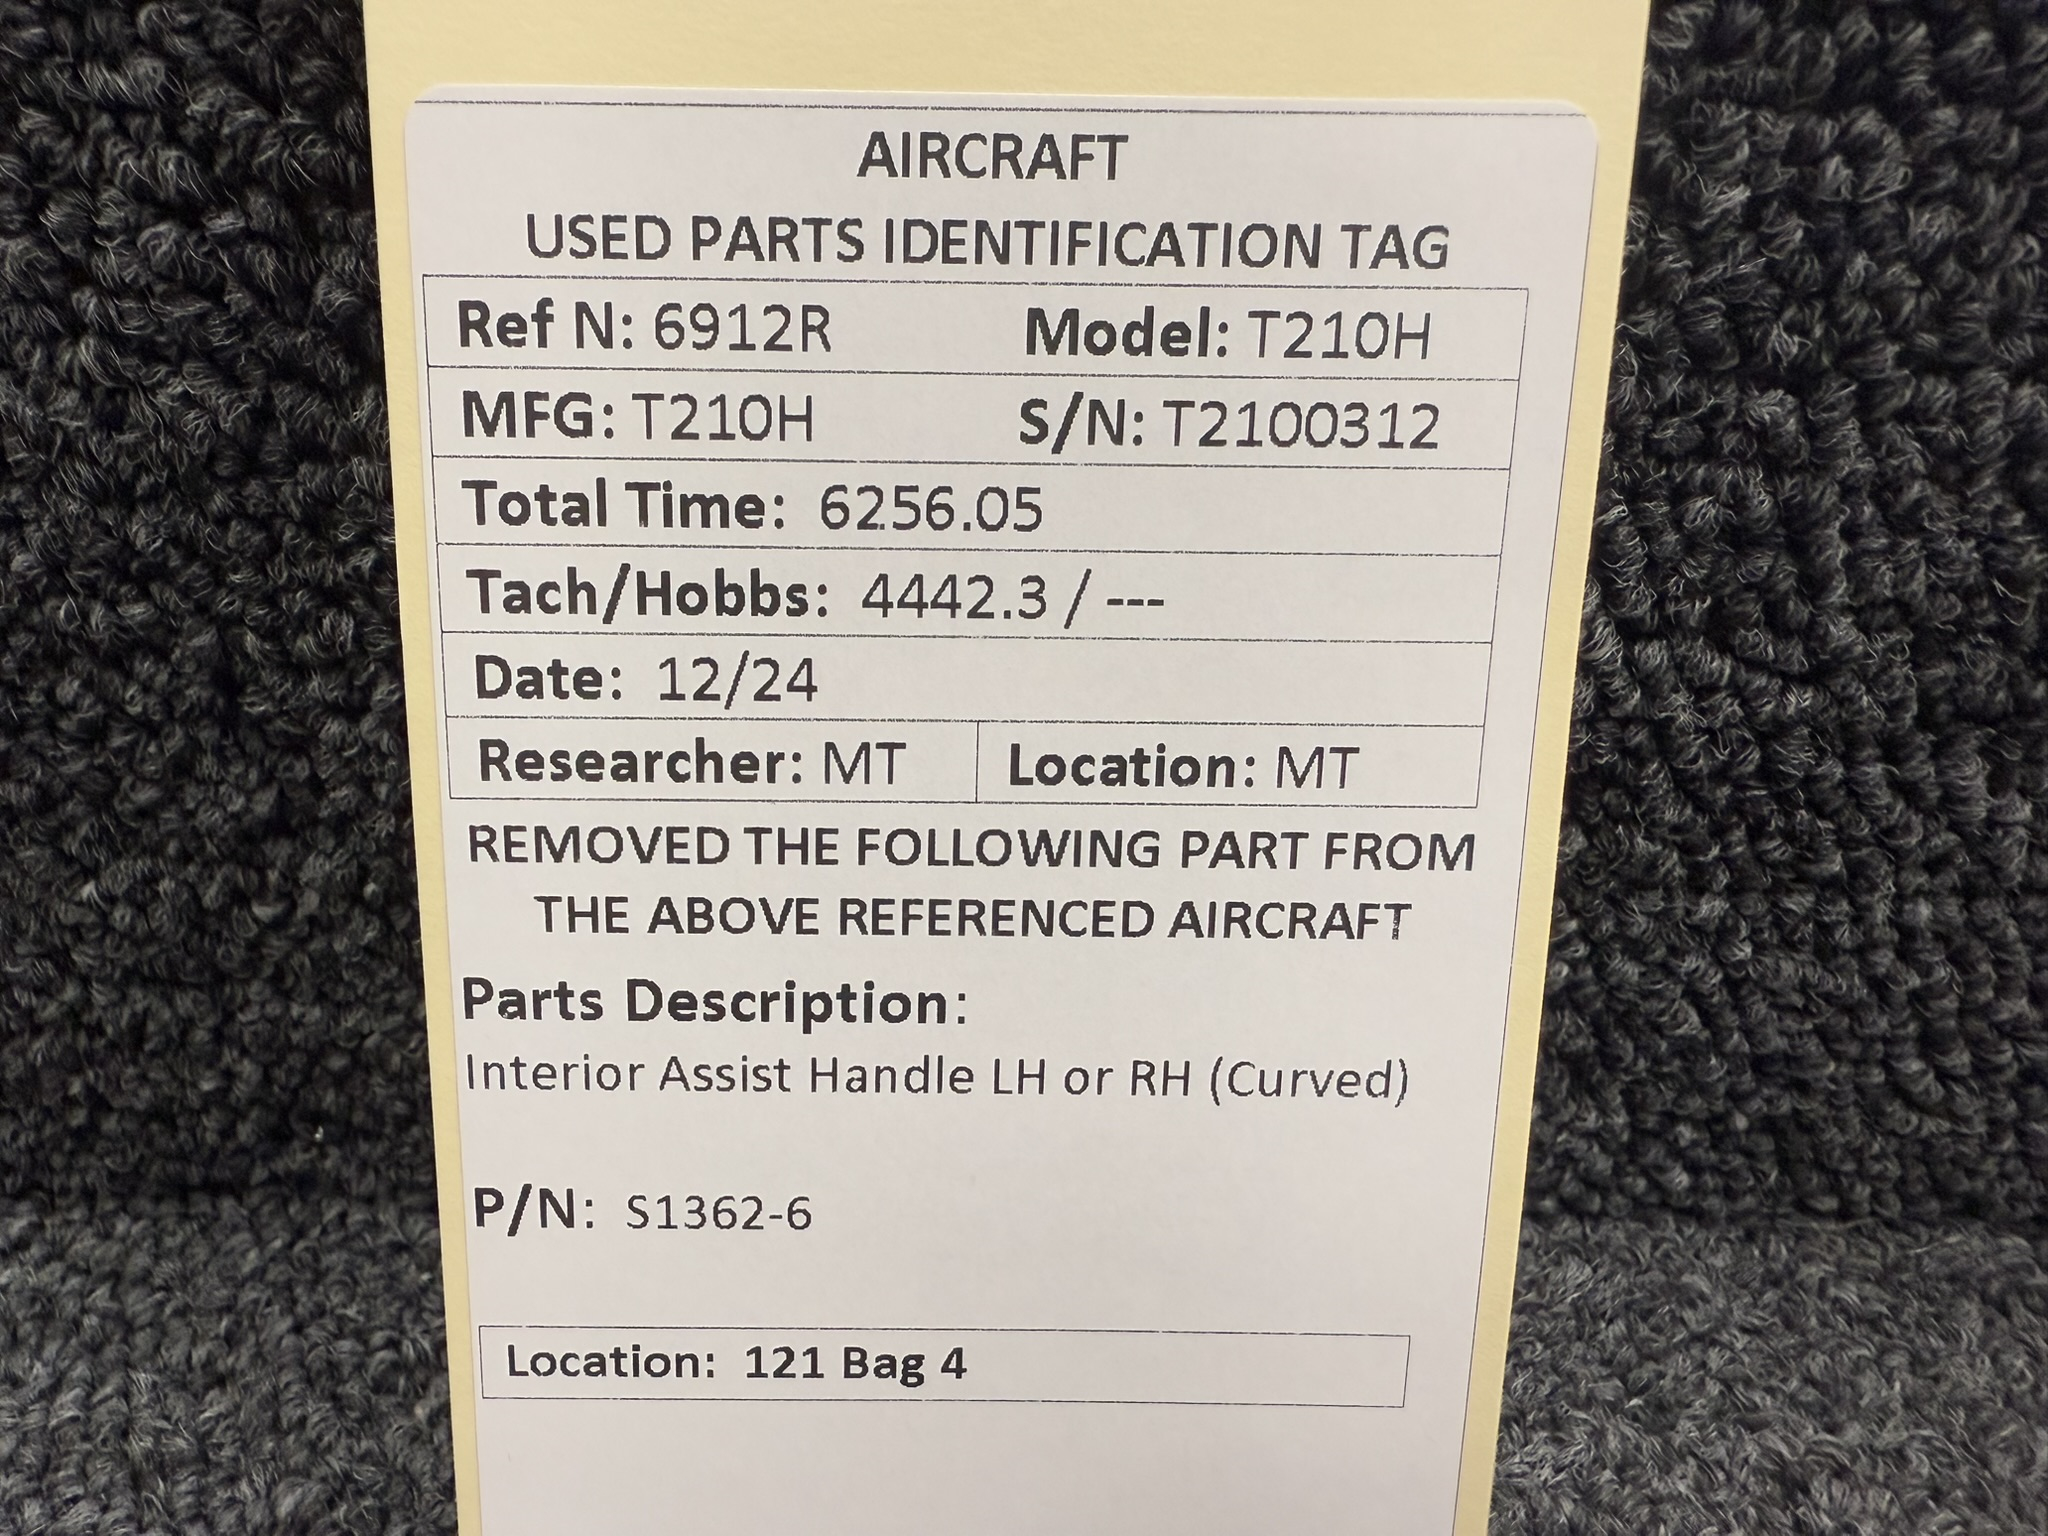 AIRCRAFT
USED PARTS IDENTIFICATION TAG
Ref N: 6912R Model: T210H
MFG: T210H S/N: T2100312
Total Time: 6256.05
Tach/Hobbs: 4442.3 / ---
Date: 12/24
Researcher: MT Location: MT
REMOVED THE FOLLOWING PART FROM
THE ABOVE REFERENCED AIRCRAFT
Parts Description:
Interior Assist Handle LH or RH (Curved)
P/N: S1362-6
Location: 121 Bag 4